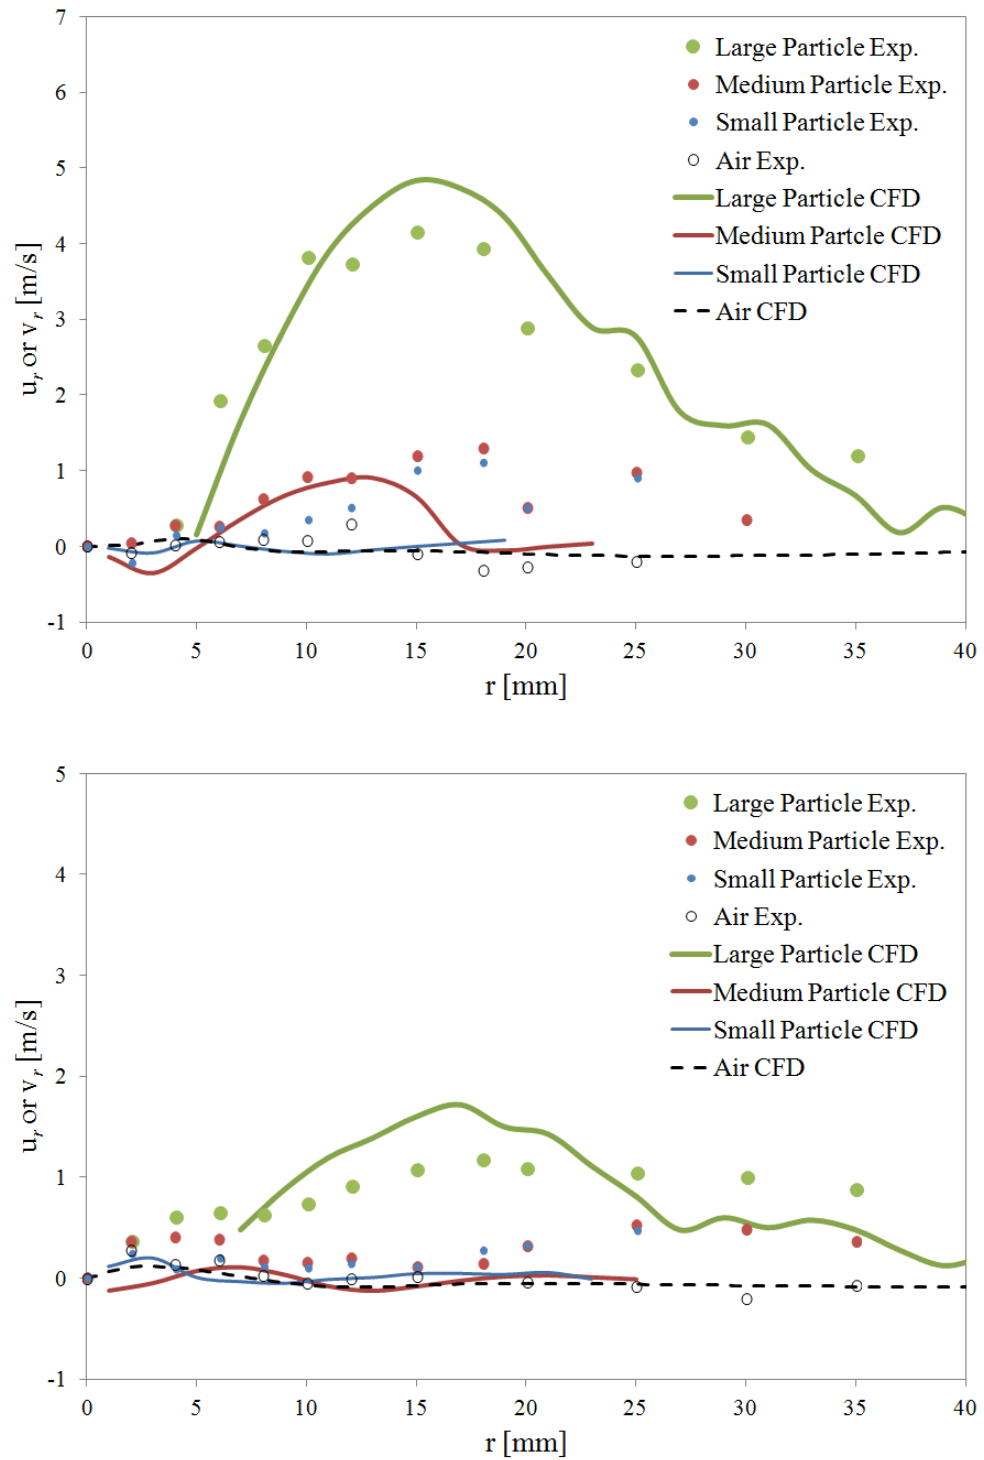 7
6
5
4
3
2
1
0
-1
u_r or v_r [m/s]
Large Particle Exp.
Medium Particle Exp.
Small Particle Exp.
Air Exp.
Large Particle CFD
Medium Partcle CFD
Small Particle CFD
Air CFD
0 5 10 15 20 25 30 35 40
r [mm]
5
4
3
2
1
0
-1
u_r or v_r [m/s]
Large Particle Exp.
Medium Particle Exp.
Small Particle Exp.
Air Exp.
Large Particle CFD
Medium Particle CFD
Small Particle CFD
Air CFD
0 5 10 15 20 25 30 35 40
r [mm]